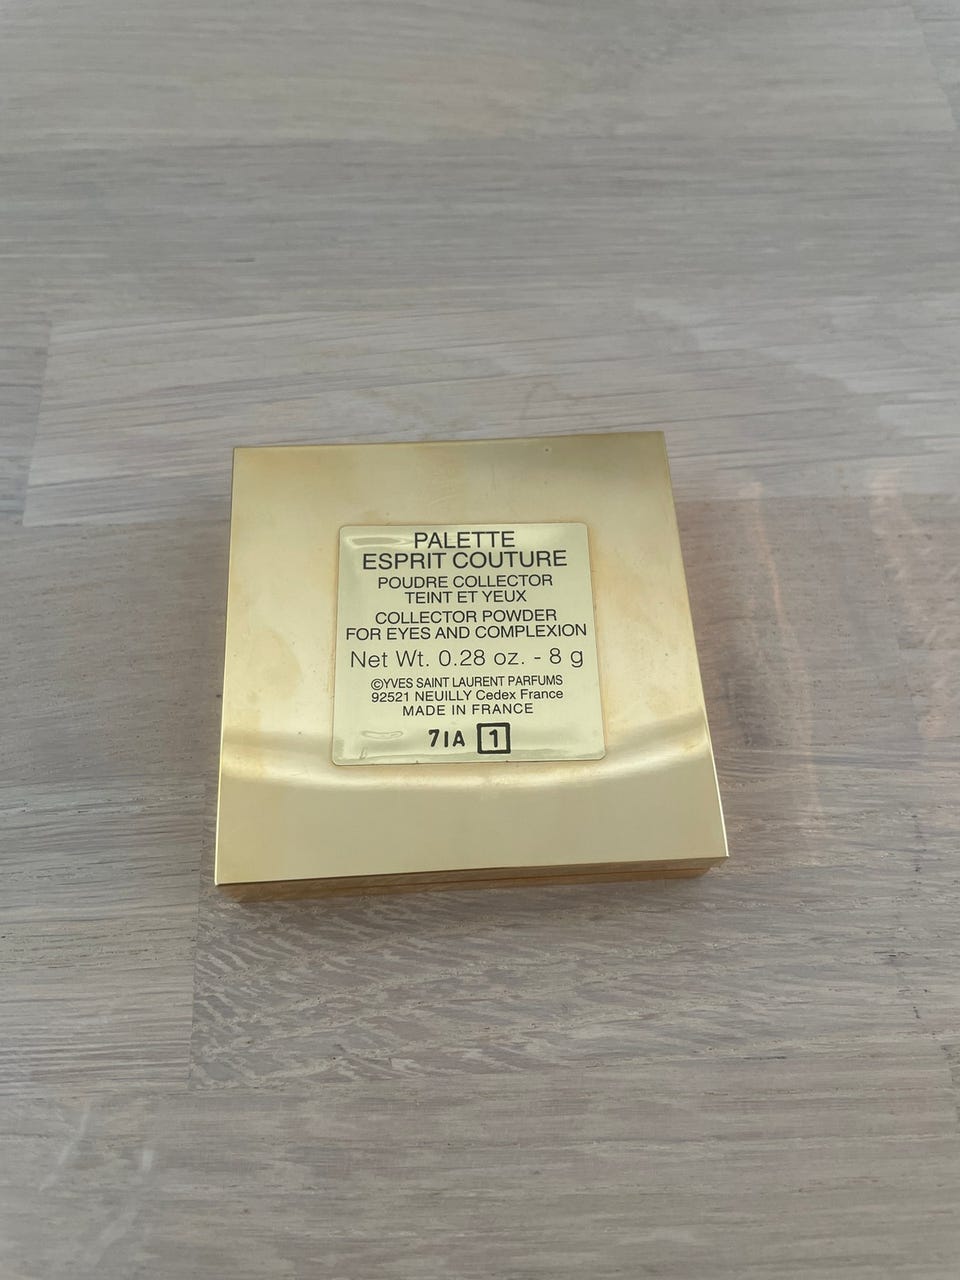 PALETTE
ESPRIT COUTURE
POUDRE COLLECTOR
TEINT ET YEUX
COLLECTOR POWDER
FOR EYES AND COMPLEXION
Net Wt. 0.28 oz. - 8 g
©YVES SAINT LAURENT PARFUMS
92521 NEUILLY Cedex France
MADE IN FRANCE
71A 1